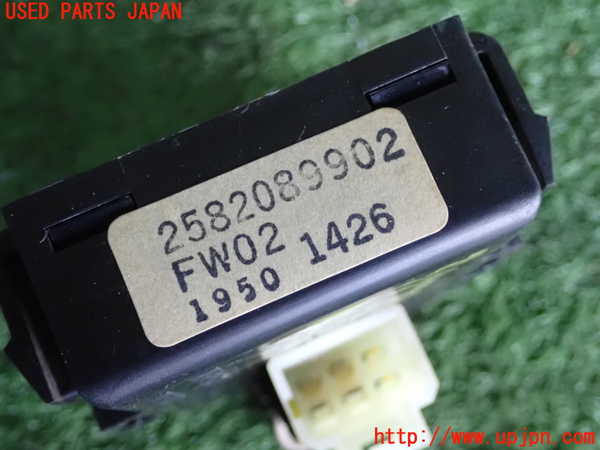 USED PARTS JAPAN
2582089902
FW02 1426
1950
http://www.upjpn.com/